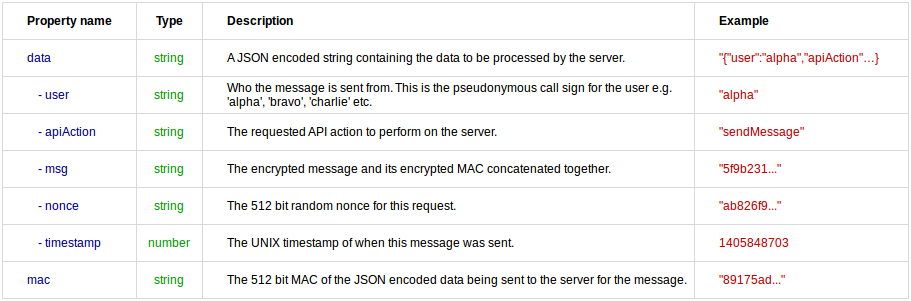 Property name Type Description Example
data string A JSON encoded string containing the data to be processed by the server. "{"user":"alpha","apiAction"...}
- user string Who the message is sent from. This is the pseudonymous call sign for the user e.g. "alpha"
'alpha', 'bravo', 'charlie' etc.
- apiAction string The requested API action to perform on the server. "sendMessage"
- msg string The encrypted message and its encrypted MAC concatenated together. "5f9b231..."
- nonce string The 512 bit random nonce for this request. "ab826f9..."
- timestamp number The UNIX timestamp of when this message was sent. 1405848703
mac string The 512 bit MAC of the JSON encoded data being sent to the server for the message. "89175ad..."